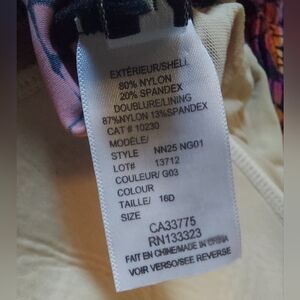 EXTÉRIEUR/SHELL
80% NYLON
20% SPANDEX
DOUBLURE/LINING
87%NYLON 13%SPANDEX
CAT # 10230
MODÈLE/
STYLE NN25 NG01
LOT# 13712
COULEUR/ G03
COLOUR
TAILLE/ 16D
SIZE
CA33775
RN133323
FAIT EN CHINE/MADE IN CHINA
VOIR VERSO/SEE REVERSE